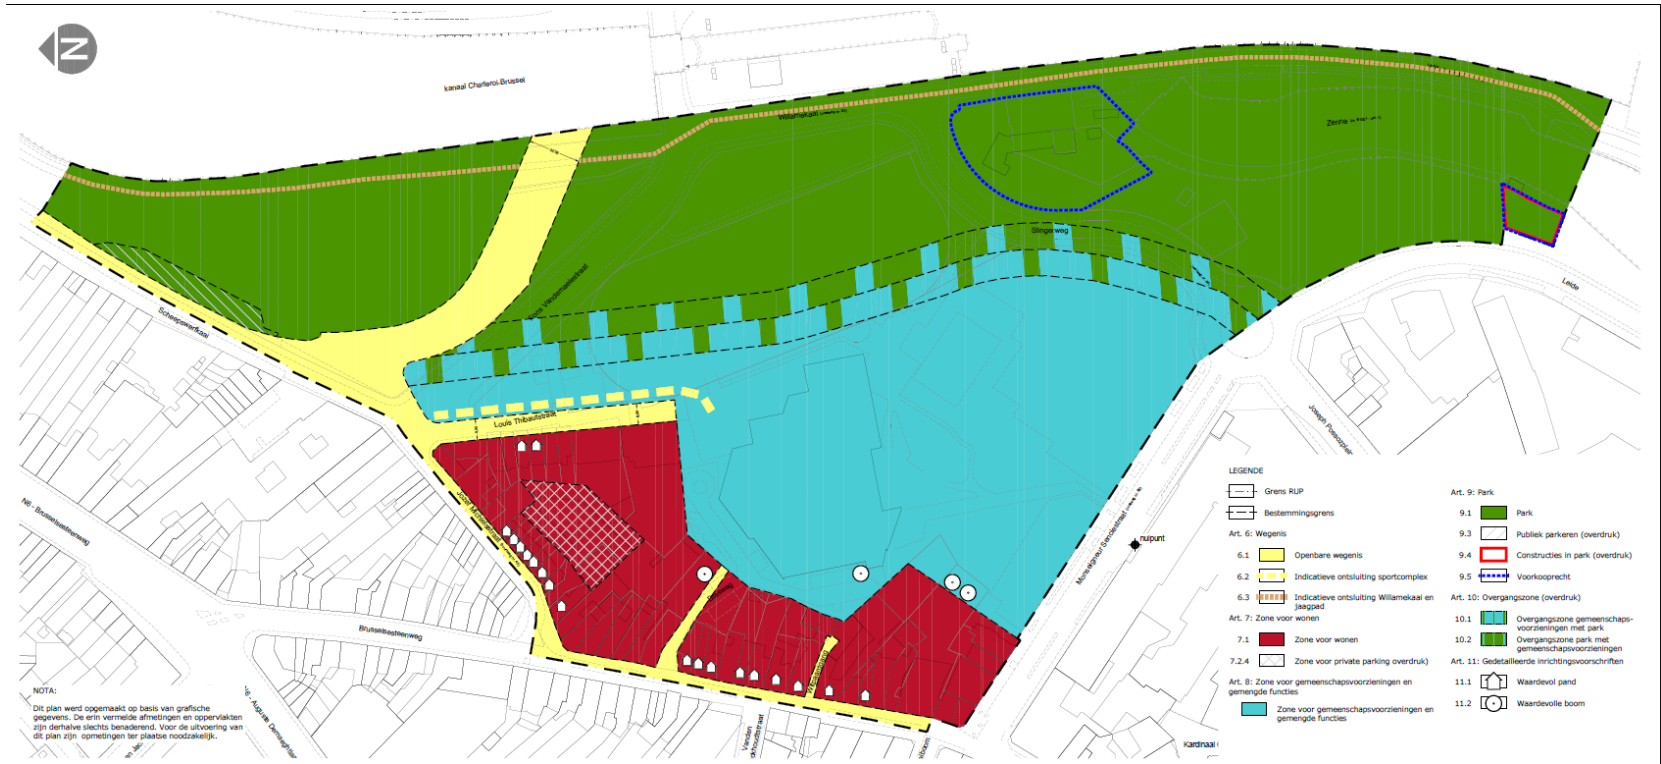 N
kanaal Charleroi-Brussel
Willamekaai
Zenne
Slingerweg
Leide
Fons Vandemaelestraat
Scheepswerfkaai
Louis Thibautstraat
Jozef Michielsstraat
N6 - Brusselsesteenweg
Brusselsesteenweg
Joseph Possozplein
Monseigneur Senciestraat
nulpunt
Vanden
Kardinaal
NOTA:
Dit plan werd opgemaakt op basis van grafische
gegevens. De erin vermelde afmetingen en oppervlakten
zijn derhalve slechts benaderend. Voor de uitvoering van
dit plan zijn opmetingen ter plaatse noodzakelijk.
LEGENDE
Grens RUP
Bestemmingsgrens
Art. 6: Wegenis
6.1 Openbare wegenis
6.2 Indicatieve ontsluiting sportcomplex
6.3 Indicatieve ontsluiting Willamekaai en
jaagpad
Art. 7: Zone voor wonen
7.1 Zone voor wonen
7.2.4 Zone voor private parking overdruk)
Art. 8: Zone voor gemeenschapsvoorzieningen en
gemengde functies
Zone voor gemeenschapsvoorzieningen en
gemengde functies
Art. 9: Park
9.1 Park
9.3 Publiek parkeren (overdruk)
9.4 Constructies in park (overdruk)
9.5 Voorkooprecht
Art. 10: Overgangszone (overdruk)
10.1 Overgangszone gemeenschaps-
voorzieningen met park
10.2 Overgangszone park met
gemeenschapsvoorzieningen
Art. 11: Gedetailleerde inrichtingsvoorschriften
11.1 Waardevol pand
11.2 Waardevolle boom